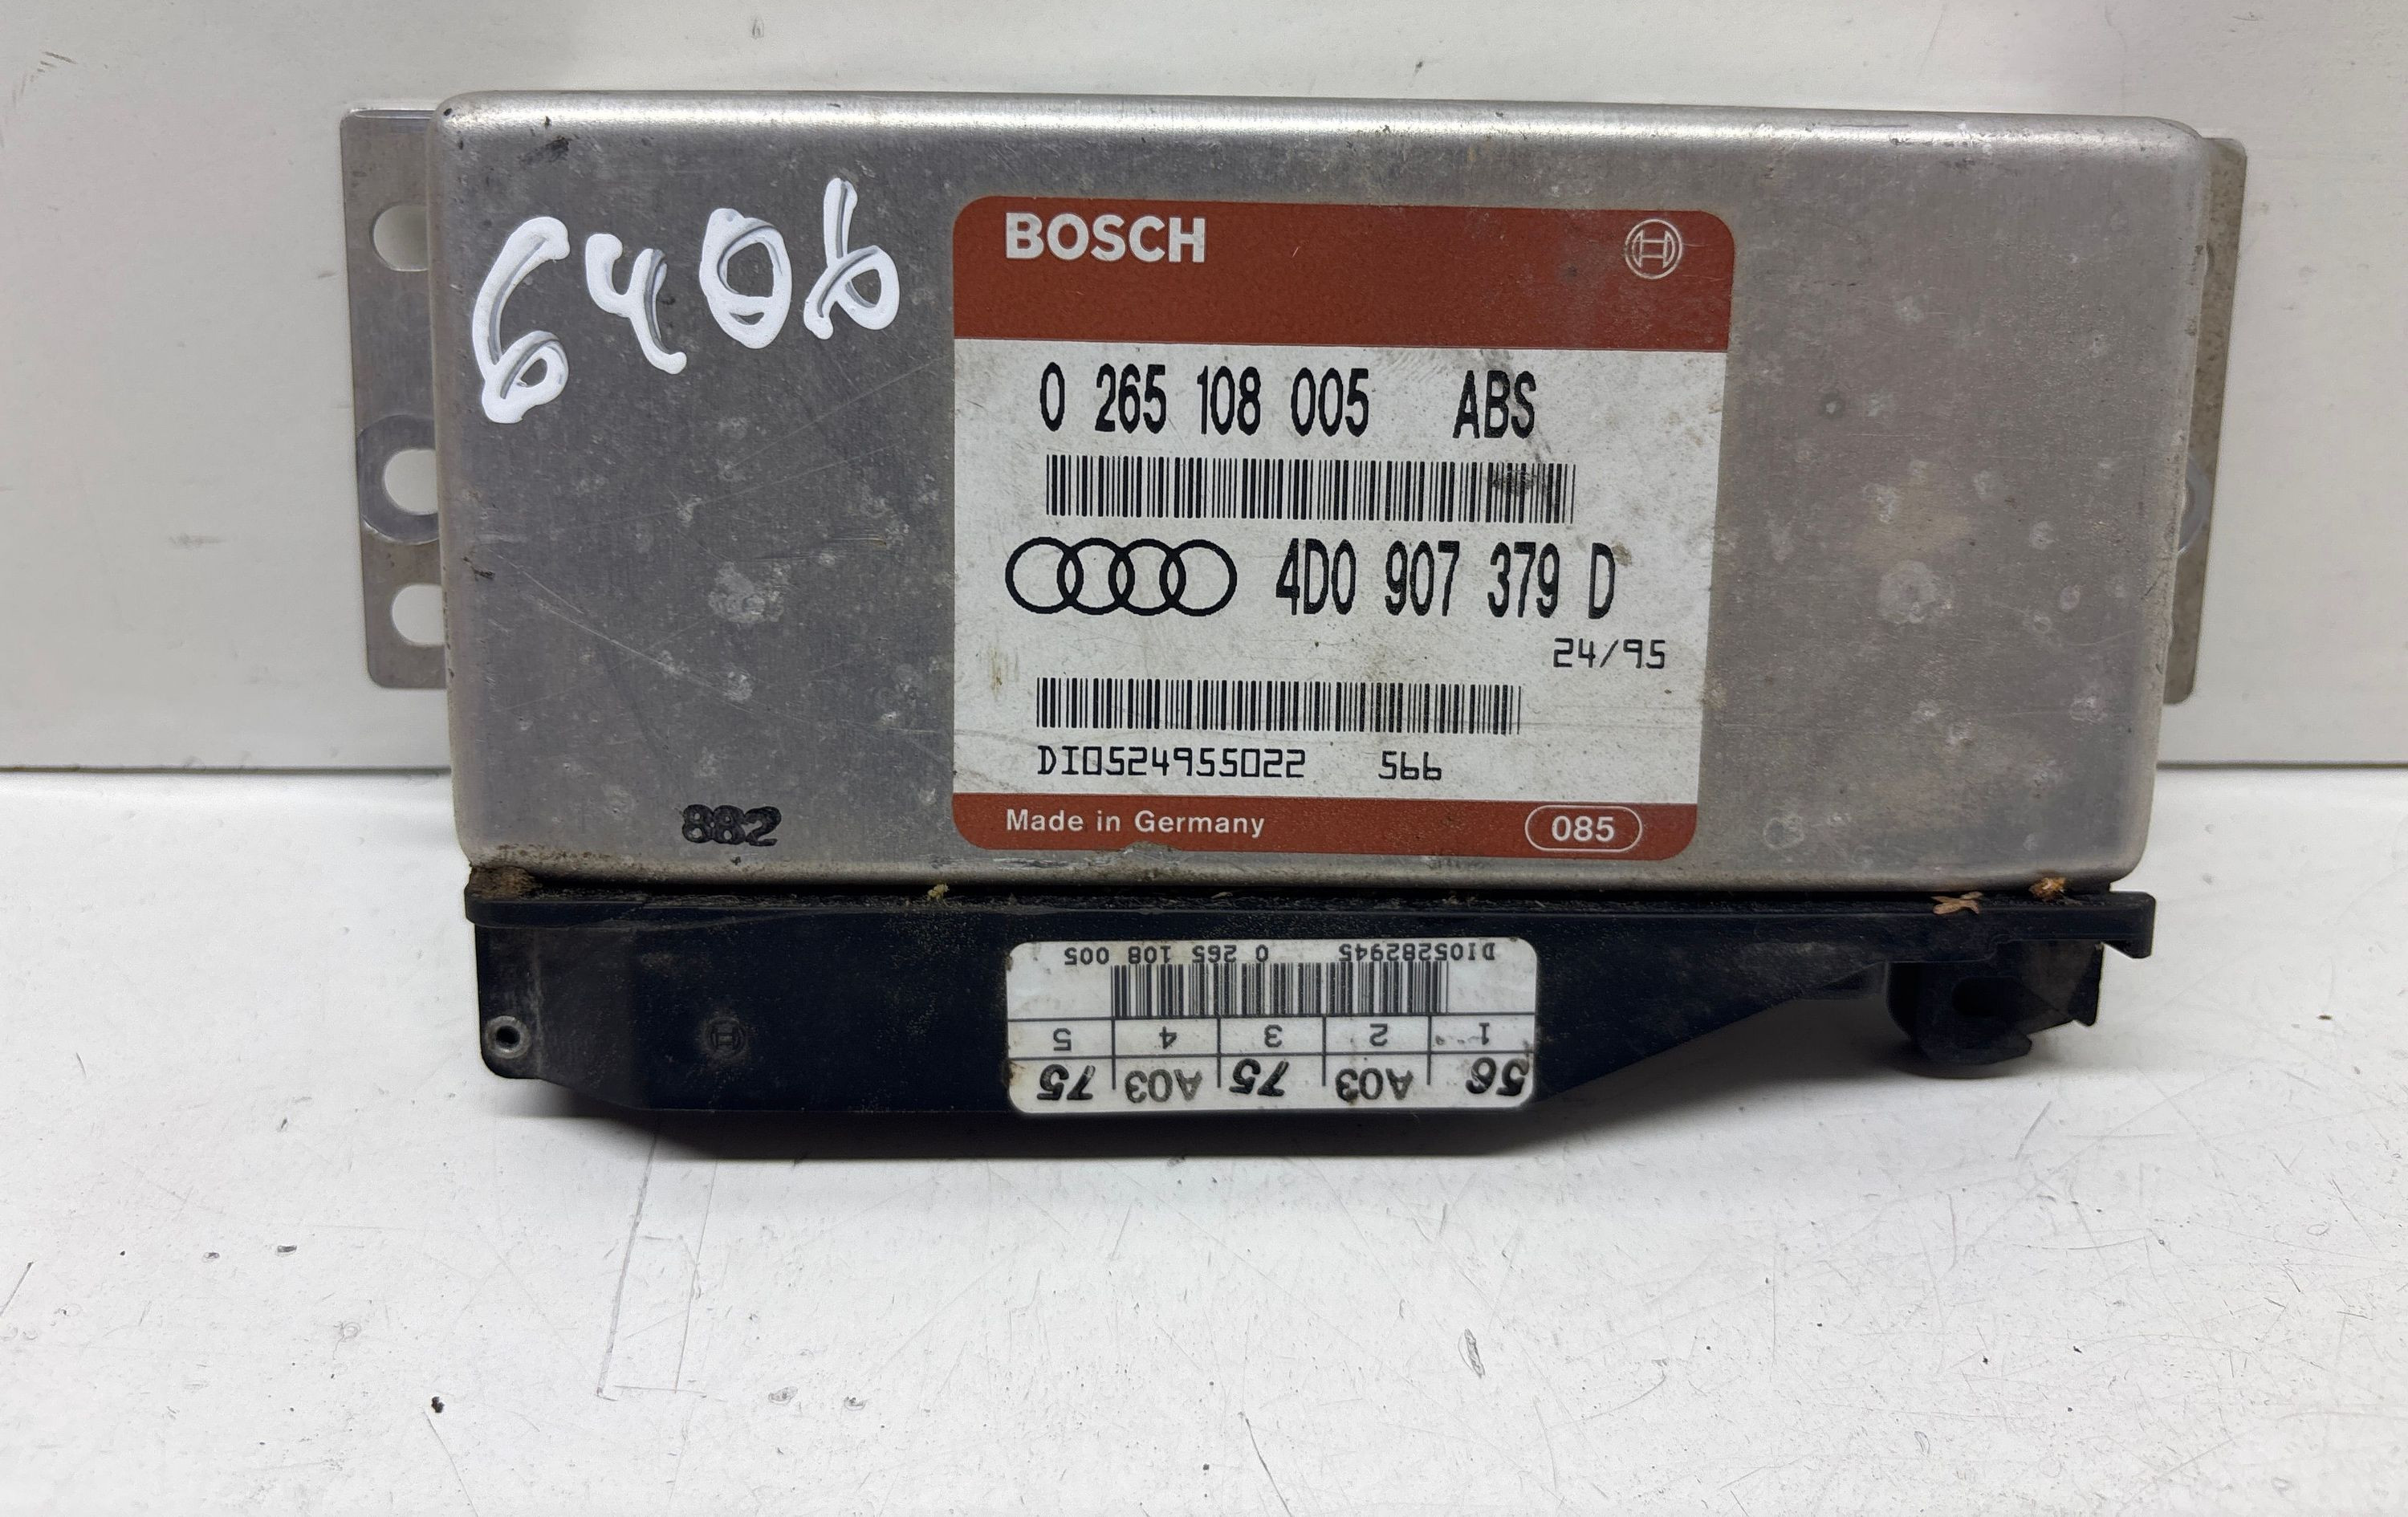 640b
BOSCH
0 265 108 005 ABS
4D0 907 379 D
24/95
DI0524955022 566
882
Made in Germany 085
DI05282945 0 265 108 005
1 2 3 4 5
56 A03 75 A03 75